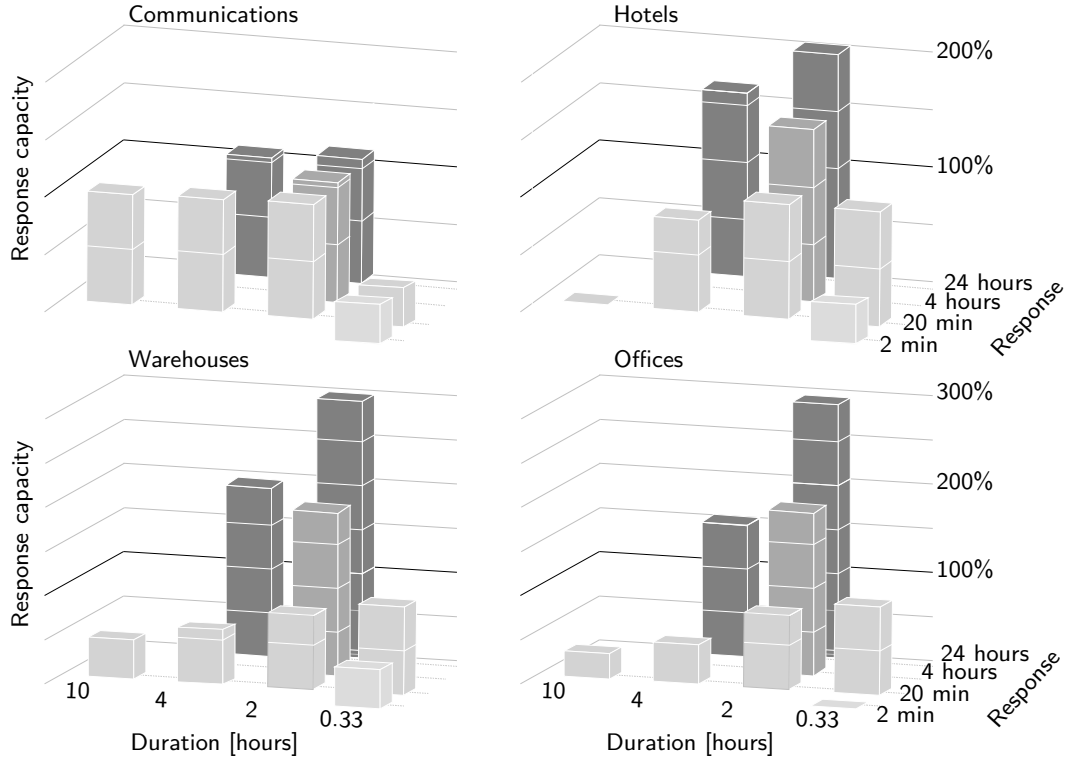 Communications
Hotels
Response capacity
200%
100%
24 hours
4 hours
20 min
2 min
Response
Warehouses
Offices
Response capacity
300%
200%
100%
24 hours
4 hours
20 min
2 min
Response
10
4
2
0.33
10
4
2
0.33
Duration [hours]
Duration [hours]